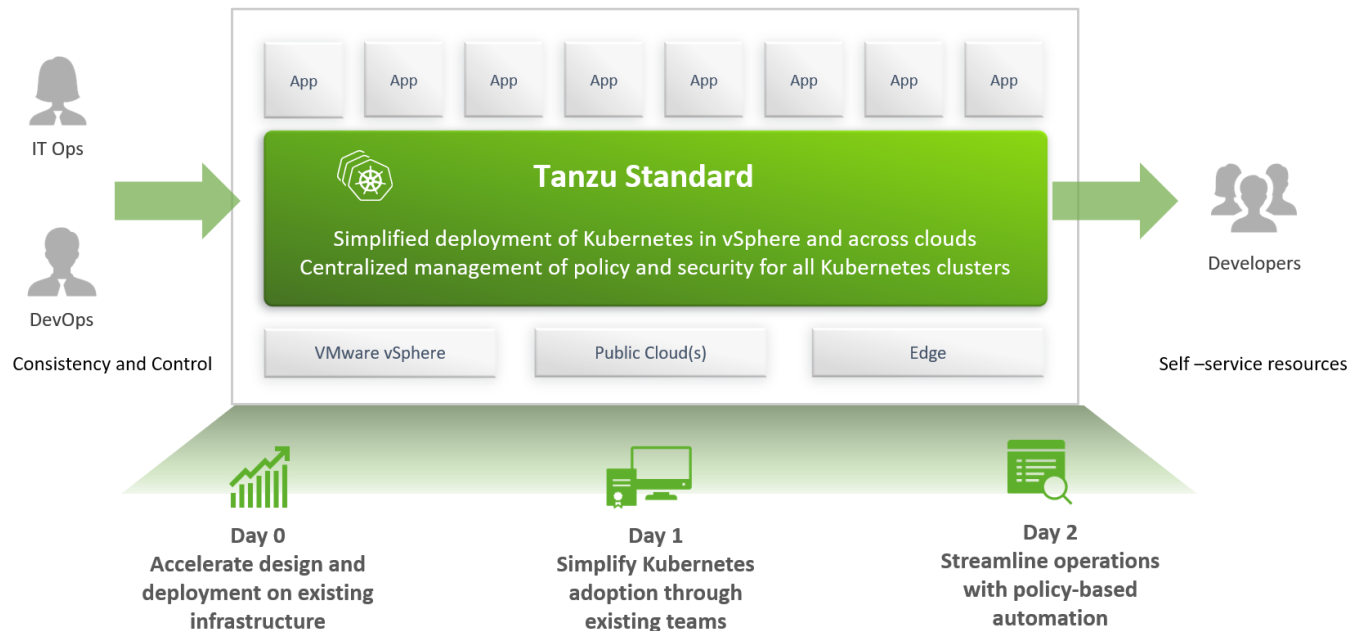 App
App
App
App
App
App
App
App
IT Ops
Tanzu Standard
Simplified deployment of Kubernetes in vSphere and across clouds
Centralized management of policy and security for all Kubernetes clusters
Developers
DevOps
VMware vSphere
Public Cloud(s)
Edge
Consistency and Control
Self –service resources
Day 0
Accelerate design and
deployment on existing
infrastructure
Day 1
Simplify Kubernetes
adoption through
existing teams
Day 2
Streamline operations
with policy-based
automation